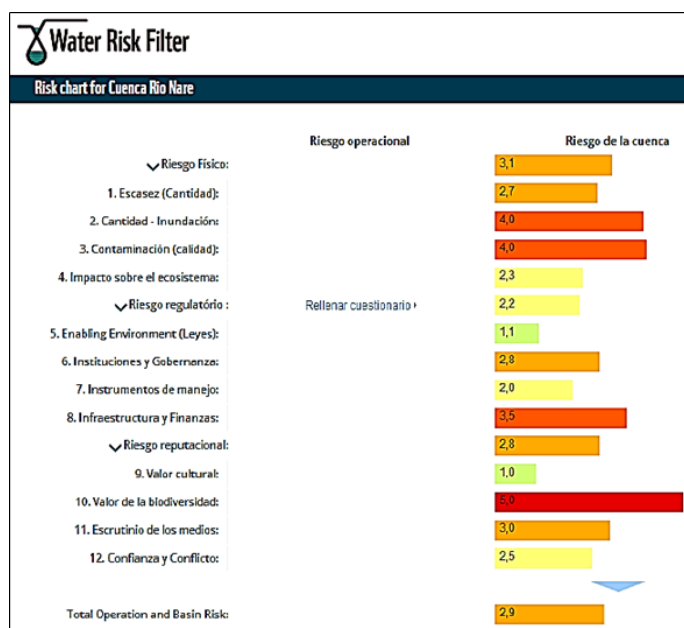 Water Risk Filter
Risk chart for Cuenca Rio Nare
Riesgo operacional Riesgo de la cuenca
Riesgo Físico: 3,1
1. Escasez (Cantidad): 2,7
2. Cantidad - Inundación: 4,0
3. Contaminación (calidad): 4,0
4. Impacto sobre el ecosistema: 2,3
Riesgo regulatório : Rellenar cuestionario 2,2
5. Enabling Environment (Leyes): 1,1
6. Instituciones y Gobernanza: 2,8
7. Instrumentos de manejo: 2,0
8. Infraestructura y Finanzas: 3,5
Riesgo reputacional: 2,8
9. Valor cultural: 1,0
10. Valor de la biodiversidad: 5,0
11. Escrutinio de los medios: 3,0
12. Confianza y Conflicto: 2,5
Total Operation and Basin Risk: 2,9